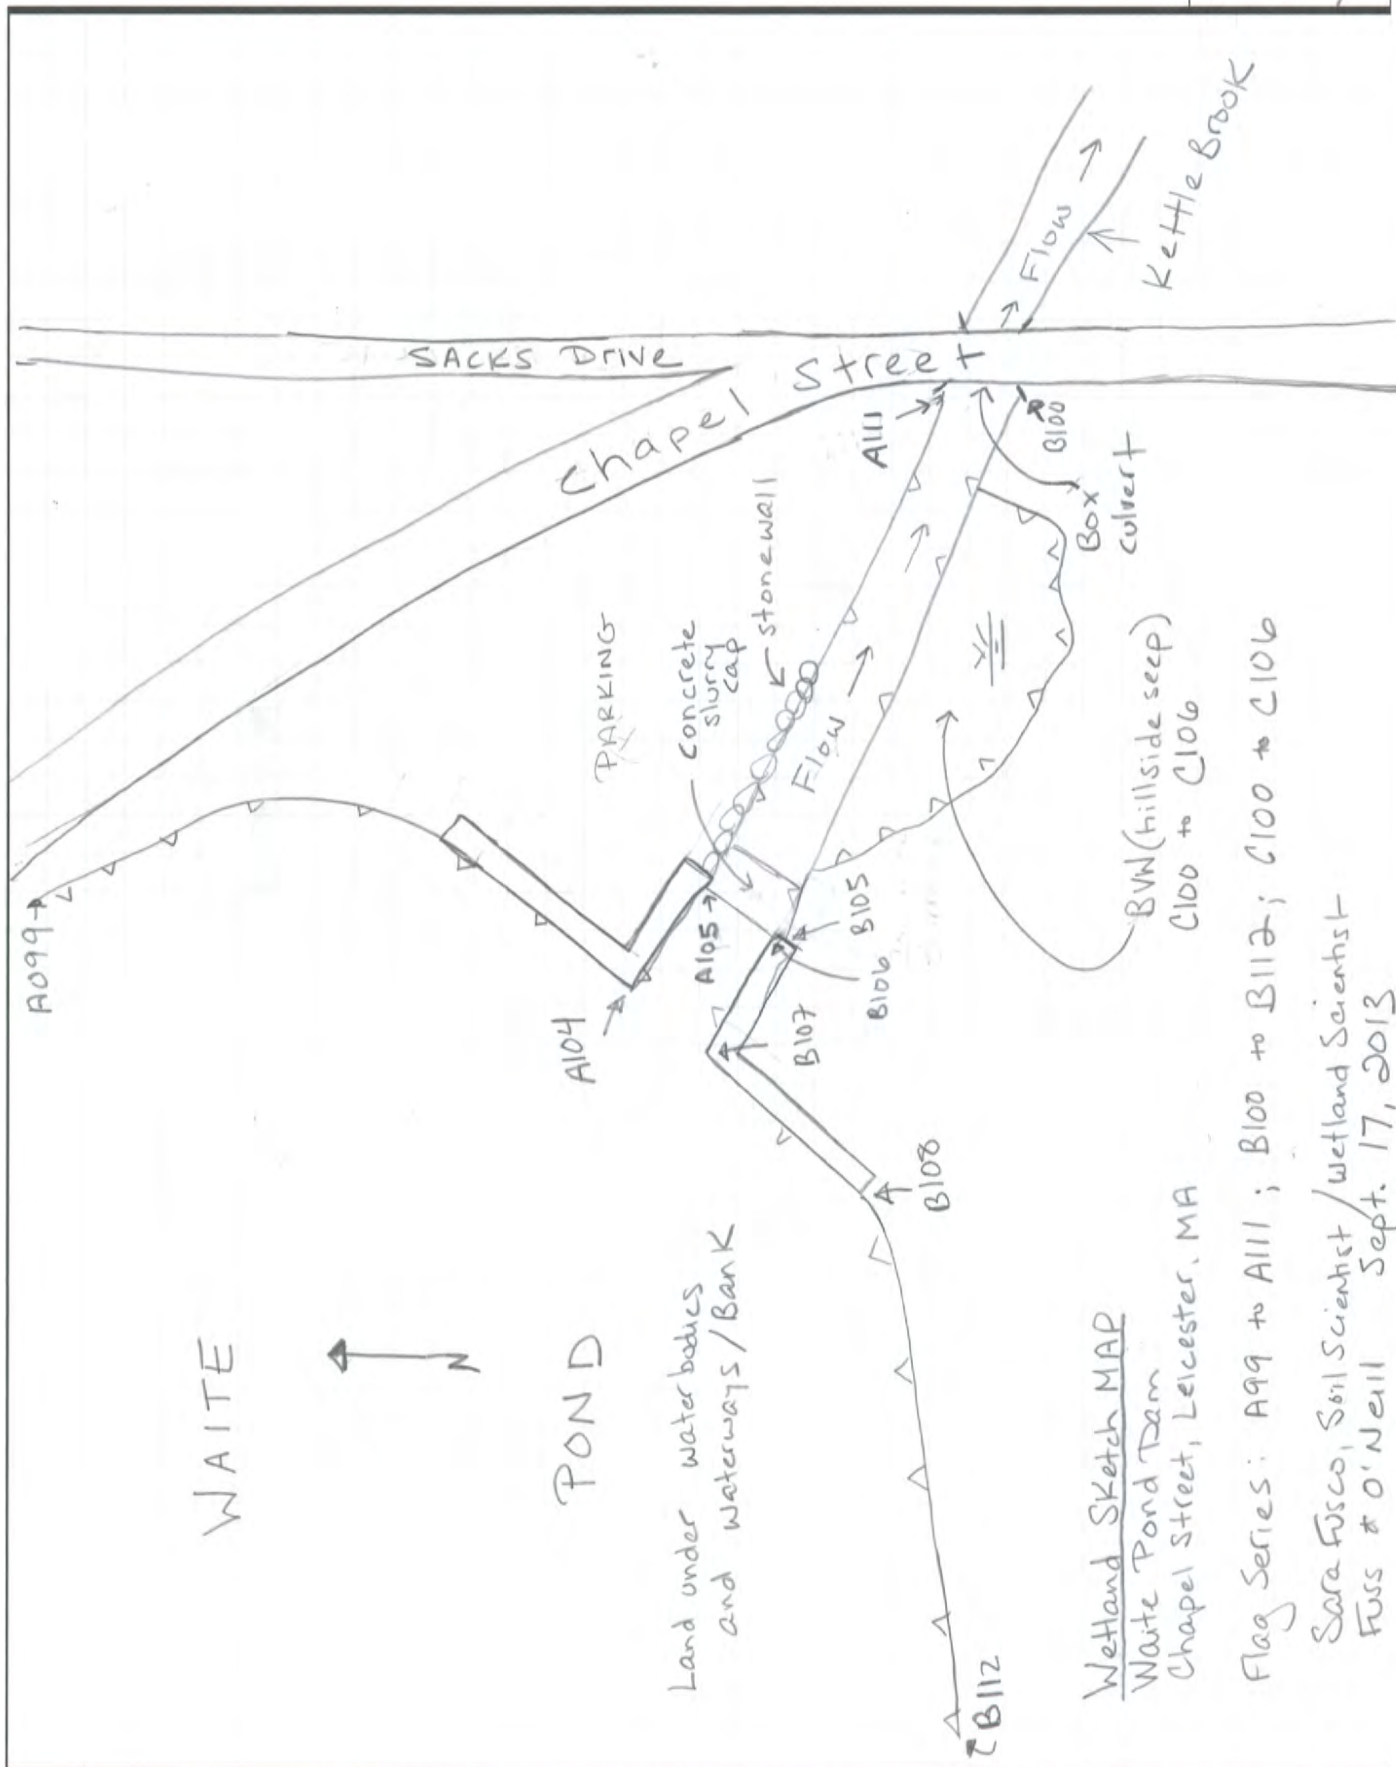 WAITE
N
POND
Land under waterbodies
and waterways/Bank
A099
A104
A105
PARKING
Concrete
slurry
cap
stonewall
Flow
SACKS Drive
Chapel Street
A111
B100
Box
culvert
Flow
Kettle Brook
B105
B106
B107
B108
B112
BVW (hillside seep)
C100 to C106
Wetland Sketch MAP
Waite Pond Dam
Chapel Street, Leicester, MA
Flag Series: A99 to A111; B100 to B112; C100 to C106
Sara Fusco, Soil Scientist/Wetland Scientist
Fuss & O'Neill Sept. 17, 2013